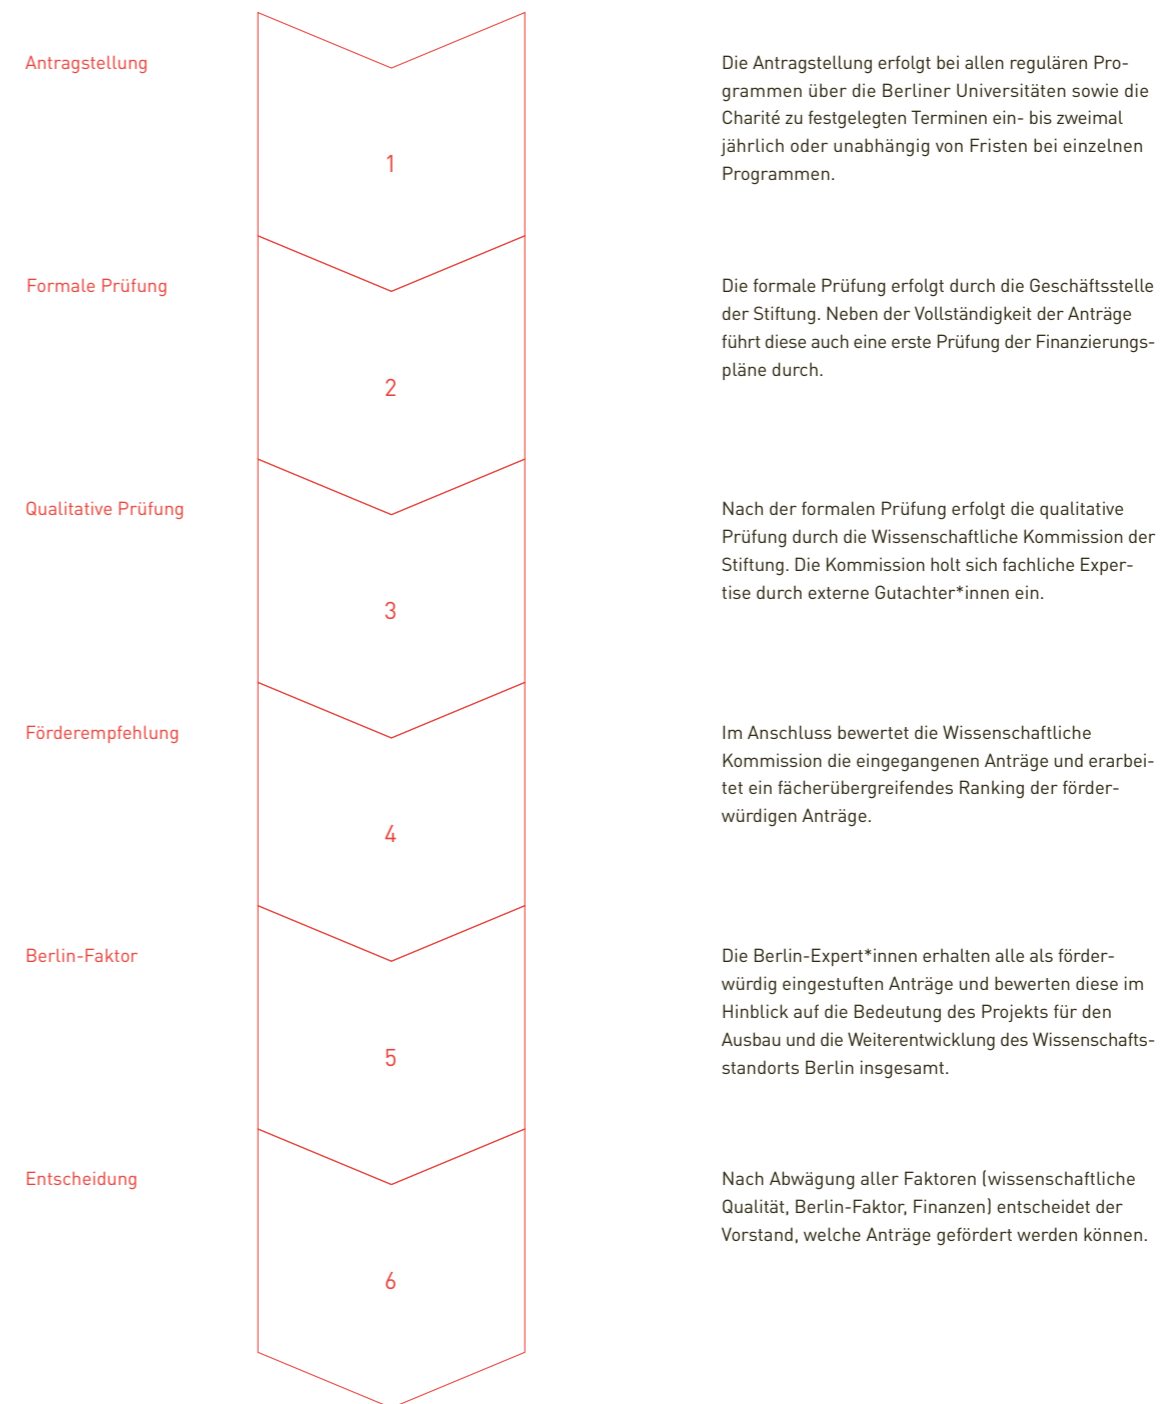 Antragstellung
1
Die Antragstellung erfolgt bei allen regulären Pro-
grammen über die Berliner Universitäten sowie die
Charité zu festgelegten Terminen ein- bis zweimal
jährlich oder unabhängig von Fristen bei einzelnen
Programmen.
Formale Prüfung
2
Die formale Prüfung erfolgt durch die Geschäftsstelle
der Stiftung. Neben der Vollständigkeit der Anträge
führt diese auch eine erste Prüfung der Finanzierungs-
pläne durch.
Qualitative Prüfung
3
Nach der formalen Prüfung erfolgt die qualitative
Prüfung durch die Wissenschaftliche Kommission der
Stiftung. Die Kommission holt sich fachliche Exper-
tise durch externe Gutachter*innen ein.
Förderempfehlung
4
Im Anschluss bewertet die Wissenschaftliche
Kommission die eingegangenen Anträge und erarbei-
tet ein fächerübergreifendes Ranking der förder-
würdigen Anträge.
Berlin-Faktor
5
Die Berlin-Expert*innen erhalten alle als förder-
würdig eingestuften Anträge und bewerten diese im
Hinblick auf die Bedeutung des Projekts für den
Ausbau und die Weiterentwicklung des Wissenschafts-
standorts Berlin insgesamt.
Entscheidung
6
Nach Abwägung aller Faktoren (wissenschaftliche
Qualität, Berlin-Faktor, Finanzen) entscheidet der
Vorstand, welche Anträge gefördert werden können.